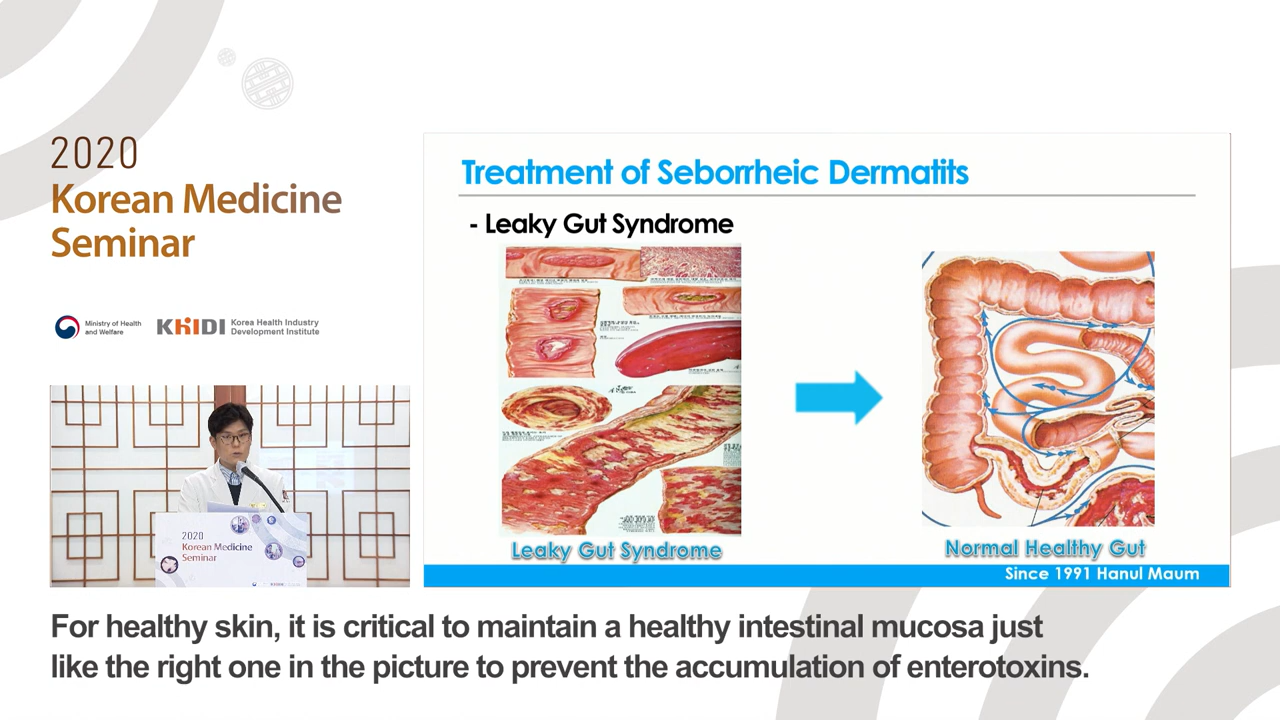 2020
Korean Medicine
Seminar
Ministry of Health
and Welfare
KHIDI
Korea Health Industry
Development Institute
Treatment of Seborrheic Dermatits
- Leaky Gut Syndrome
Leaky Gut Syndrome
Normal Healthy Gut
Since 1991 Hanul Maum
2020
Korean Medicine
Seminar
For healthy skin, it is critical to maintain a healthy intestinal mucosa just
like the right one in the picture to prevent the accumulation of enterotoxins.